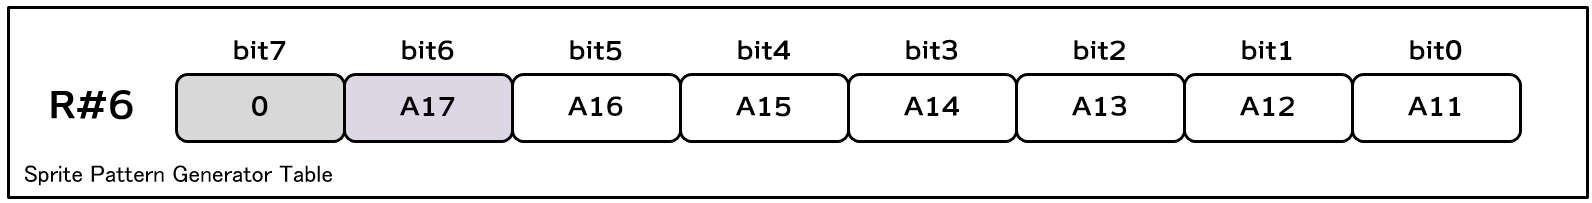 bit7 bit6 bit5 bit4 bit3 bit2 bit1 bit0
R#6 0 A17 A16 A15 A14 A13 A12 A11
Sprite Pattern Generator Table